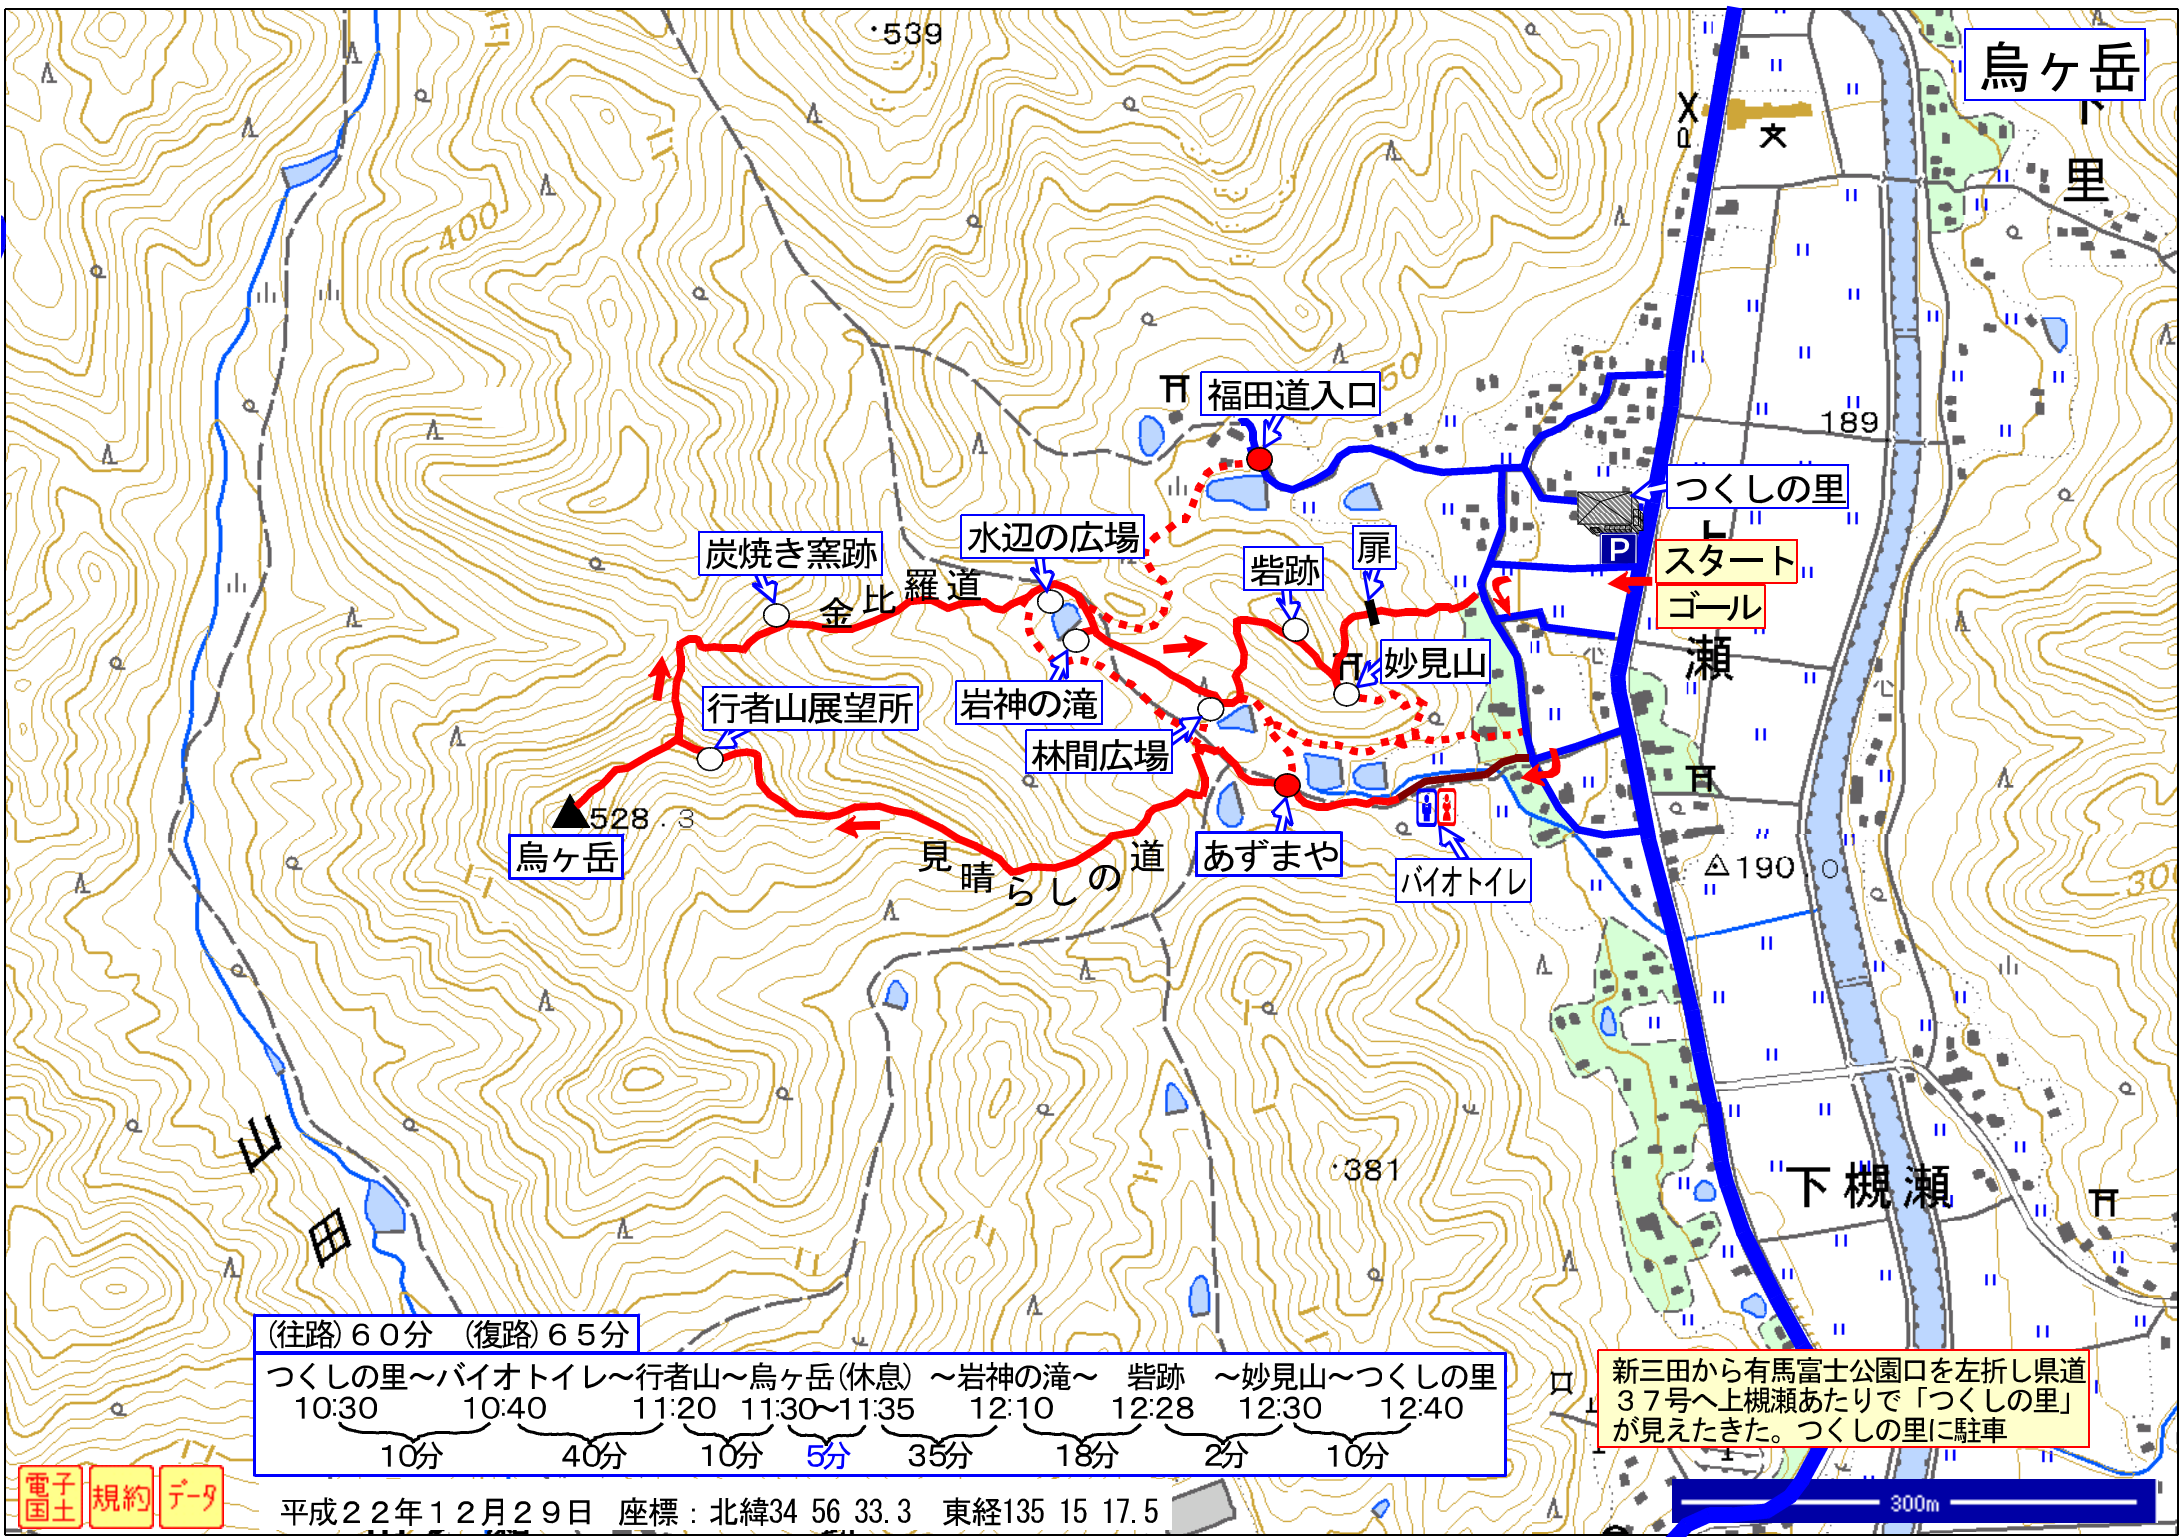 539
烏ヶ岳
下
里
400
50
福田道入口
189
つくしの里
P
上
スタート
ゴール
瀬
扉
砦跡
水辺の広場
炭焼き窯跡
金比羅道
妙見山
岩神の滝
行者山展望所
林間広場
528.3
烏ヶ岳
見晴らしの道
あずまや
バイオトイレ
190 0
300
山
田
381
下槻瀬
(往路)60分 (復路)65分
つくしの里～バイオトイレ～行者山～烏ヶ岳(休息) ～岩神の滝～ 砦跡 ～妙見山～つくしの里
10:30 10:40 11:20 11:30～11:35 12:10 12:28 12:30 12:40
10分 40分 10分 5分 35分 18分 2分 10分
新三田から有馬富士公園口を左折し県道
37号へ上槻瀬あたりで「つくしの里」
が見えたきた。つくしの里に駐車
電子
国土
規約
データ
平成22年12月29日 座標：北緯34 56 33.3 東経135 15 17.5
300m